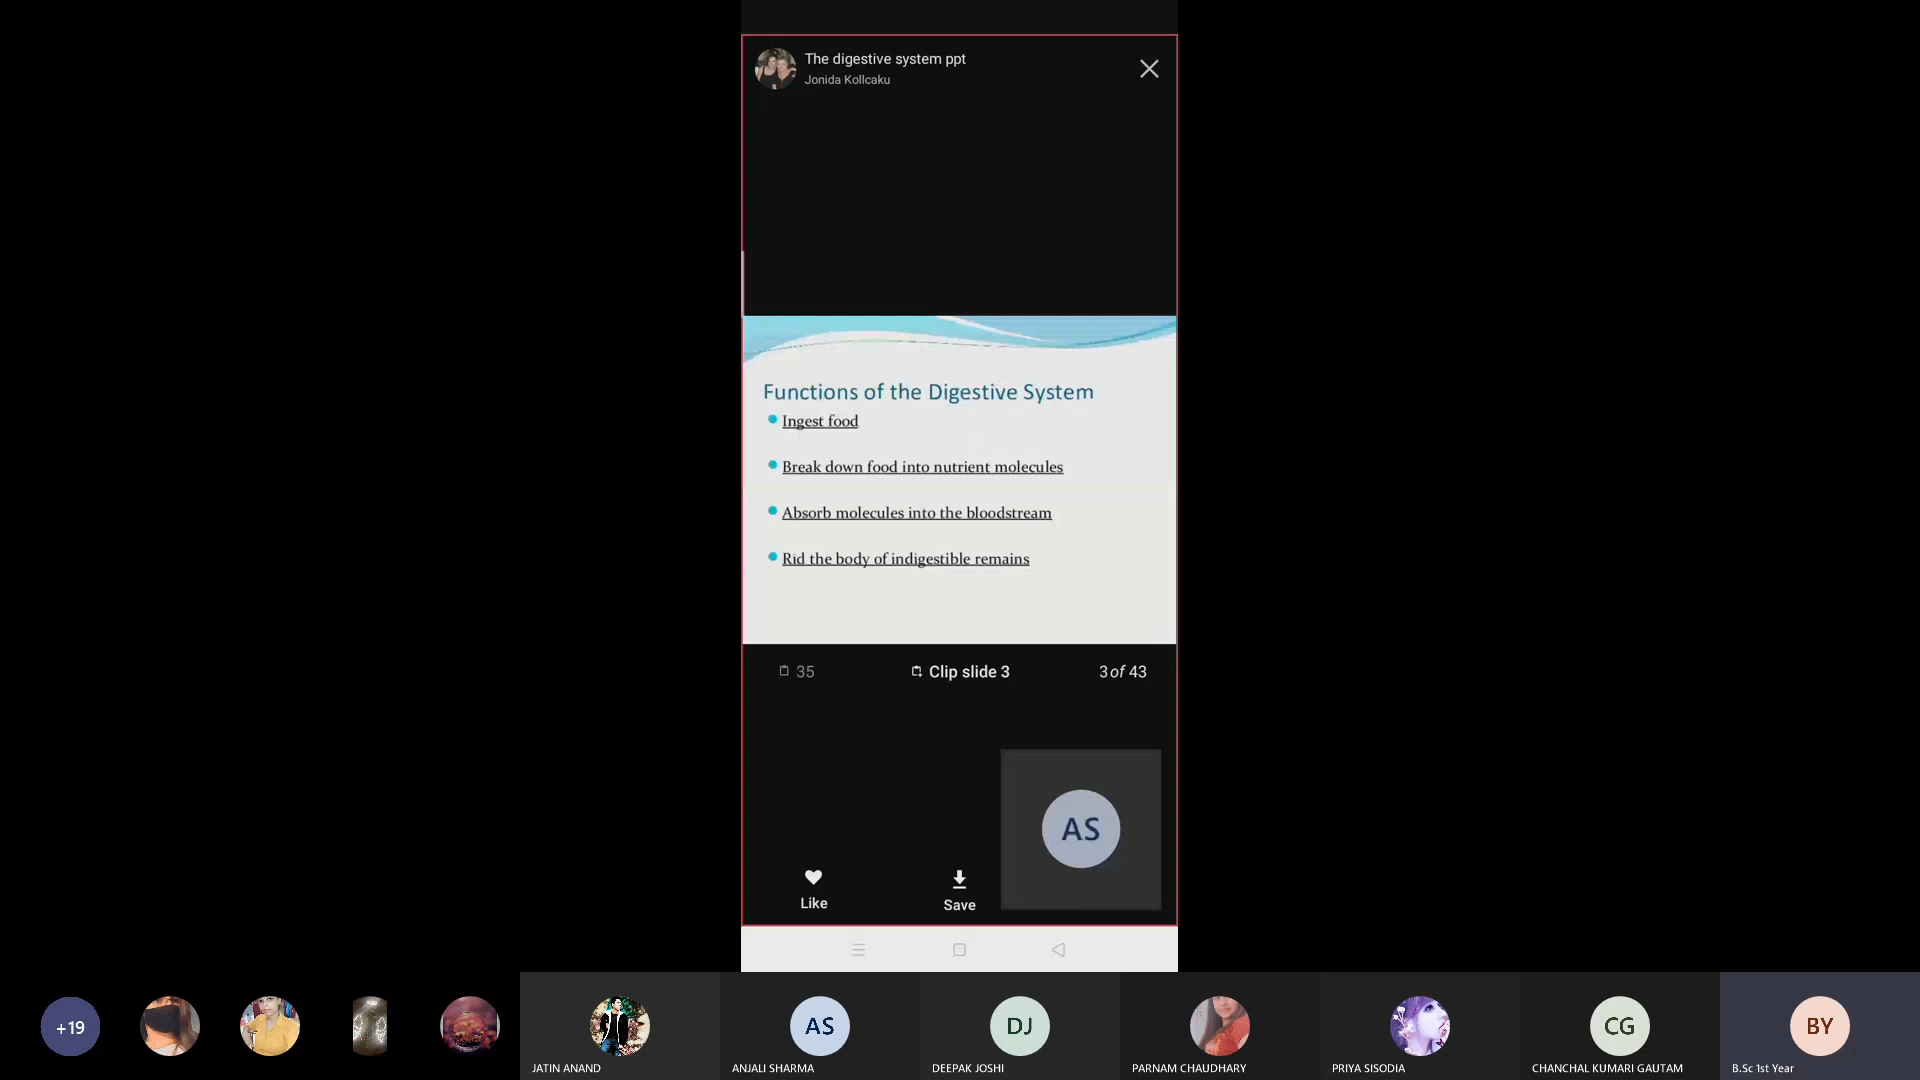 The digestive system ppt
Jonida Kollcaku
Functions of the Digestive System
Ingest food
Break down food into nutrient molecules
Absorb molecules into the bloodstream
Rid the body of indigestible remains
35
Clip slide 3
3 of 43
AS
Like
Save
+19
AS
DJ
CG
BY
JATIN ANAND
ANJALI SHARMA
DEEPAK JOSHI
PARNAM CHAUDHARY
PRIYA SISODIA
CHANCHAL KUMARI GAUTAM
B.Sc 1st Year